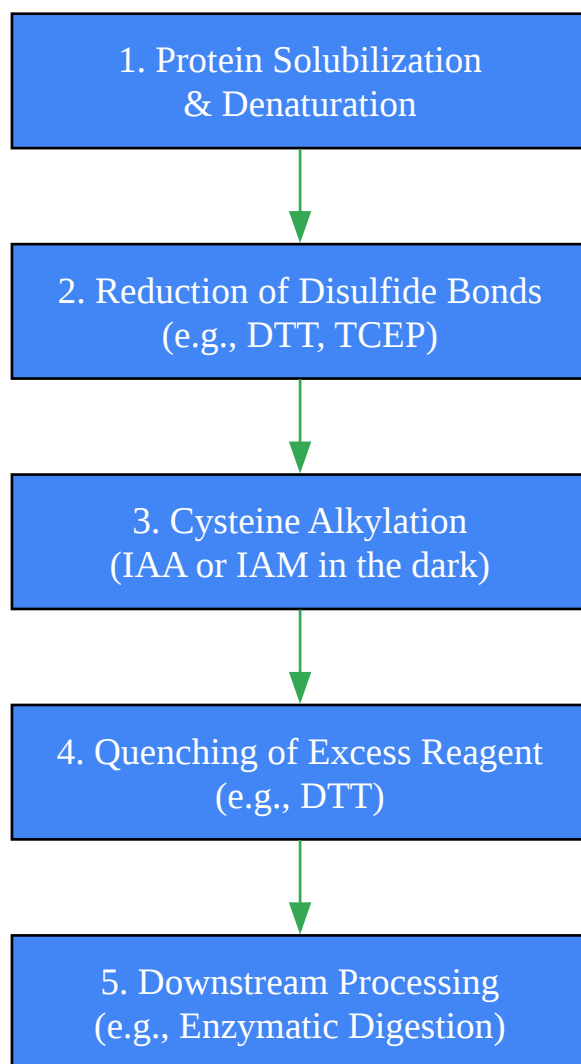 1. Protein Solubilization
& Denaturation
2. Reduction of Disulfide Bonds
(e.g., DTT, TCEP)
3. Cysteine Alkylation
(IAA or IAM in the dark)
4. Quenching of Excess Reagent
(e.g., DTT)
5. Downstream Processing
(e.g., Enzymatic Digestion)